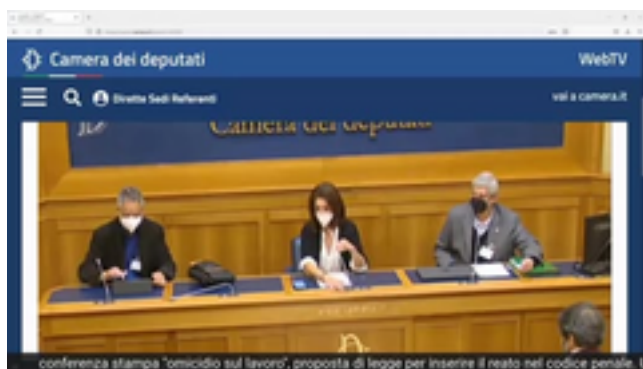 Camera dei deputati
WebTV
Dirette Sedi Referenti
vai a camera.it
Camera dei deputati
conferenza stampa "omicidio sul lavoro", proposta di legge per inserire il reato nel codice penale.